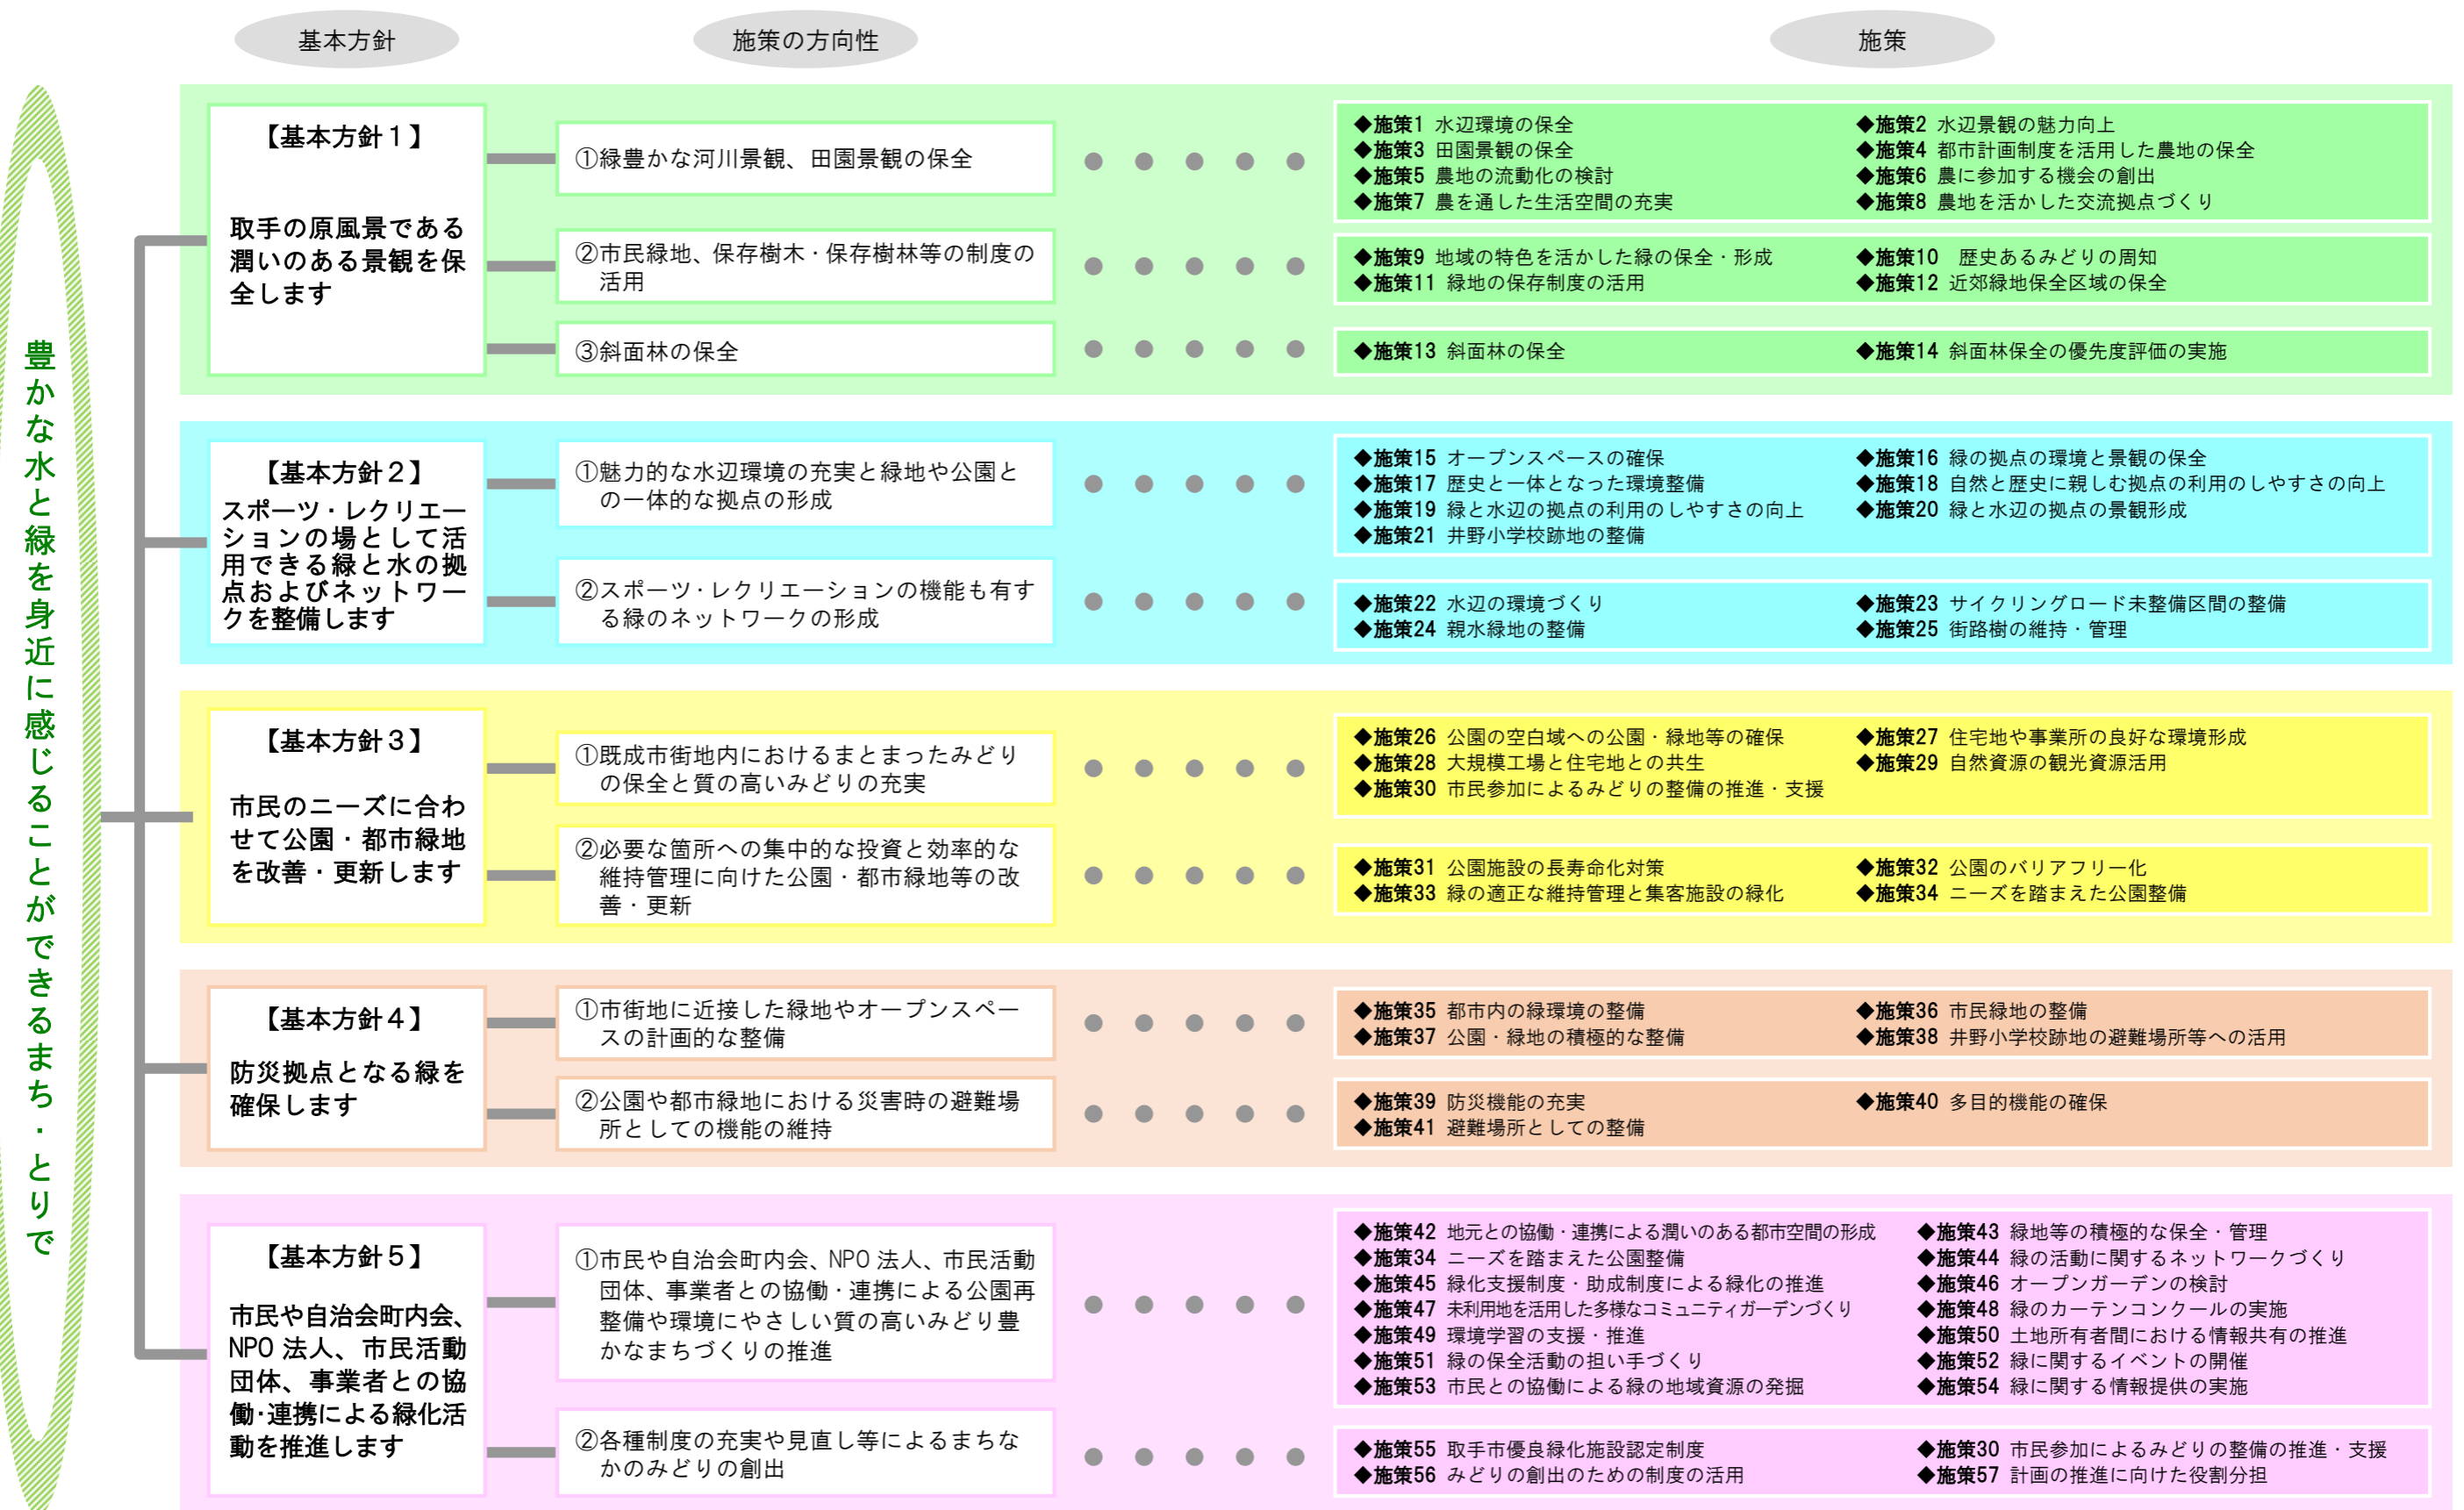 基本方針
施策の方向性
施策
豊かな水と緑を身近に感じることができるまち・とりで
【基本方針１】
取手の原風景である
潤いのある景観を保
全します
①緑豊かな河川景観、田園景観の保全
◆施策1 水辺環境の保全
◆施策2 水辺景観の魅力向上
◆施策3 田園景観の保全
◆施策4 都市計画制度を活用した農地の保全
◆施策5 農地の流動化の検討
◆施策6 農に参加する機会の創出
◆施策7 農を通した生活空間の充実
◆施策8 農地を活かした交流拠点づくり
②市民緑地、保存樹木・保存樹林等の制度の
活用
◆施策9 地域の特色を活かした緑の保全・形成
◆施策10 歴史あるみどりの周知
◆施策11 緑地の保存制度の活用
◆施策12 近郊緑地保全区域の保全
③斜面林の保全
◆施策13 斜面林の保全
◆施策14 斜面林保全の優先度評価の実施
【基本方針２】
スポーツ・レクリエー
ションの場として活
用できる緑と水の拠
点およびネットワー
クを整備します
①魅力的な水辺環境の充実と緑地や公園と
の一体的な拠点の形成
◆施策15 オープンスペースの確保
◆施策16 緑の拠点の環境と景観の保全
◆施策17 歴史と一体となった環境整備
◆施策18 自然と歴史に親しむ拠点の利用のしやすさの向上
◆施策19 緑と水辺の拠点の利用のしやすさの向上
◆施策20 緑と水辺の拠点の景観形成
◆施策21 井野小学校跡地の整備
②スポーツ・レクリエーションの機能も有す
る緑のネットワークの形成
◆施策22 水辺の環境づくり
◆施策23 サイクリングロード未整備区間の整備
◆施策24 親水緑地の整備
◆施策25 街路樹の維持・管理
【基本方針３】
市民のニーズに合わ
せて公園・都市緑地
を改善・更新します
①既成市街地内におけるまとまったみどり
の保全と質の高いみどりの充実
◆施策26 公園の空白域への公園・緑地等の確保
◆施策27 住宅地や事業所の良好な環境形成
◆施策28 大規模工場と住宅地との共生
◆施策29 自然資源の観光資源活用
◆施策30 市民参加によるみどりの整備の推進・支援
②必要な箇所への集中的な投資と効率的な
維持管理に向けた公園・都市緑地等の改
善・更新
◆施策31 公園施設の長寿命化対策
◆施策32 公園のバリアフリー化
◆施策33 緑の適正な維持管理と集客施設の緑化
◆施策34 ニーズを踏まえた公園整備
【基本方針４】
防災拠点となる緑を
確保します
①市街地に近接した緑地やオープンスペー
スの計画的な整備
◆施策35 都市内の緑環境の整備
◆施策36 市民緑地の整備
◆施策37 公園・緑地の積極的な整備
◆施策38 井野小学校跡地の避難場所等への活用
②公園や都市緑地における災害時の避難場
所としての機能の維持
◆施策39 防災機能の充実
◆施策40 多目的機能の確保
◆施策41 避難場所としての整備
【基本方針５】
市民や自治会町内会、
NPO 法人、市民活動
団体、事業者との協
働・連携による緑化活
動を推進します
①市民や自治会町内会、NPO 法人、市民活動
団体、事業者との協働・連携による公園再
整備や環境にやさしい質の高いみどり豊
かなまちづくりの推進
◆施策42 地元との協働・連携による潤いのある都市空間の形成
◆施策43 緑地等の積極的な保全・管理
◆施策34 ニーズを踏まえた公園整備
◆施策44 緑の活動に関するネットワークづくり
◆施策45 緑化支援制度・助成制度による緑化の推進
◆施策46 オープンガーデンの検討
◆施策47 未利用地を活用した多様なコミュニティガーデンづくり
◆施策48 緑のカーテンコンクールの実施
◆施策49 環境学習の支援・推進
◆施策50 土地所有者間における情報共有の推進
◆施策51 緑の保全活動の担い手づくり
◆施策52 緑に関するイベントの開催
◆施策53 市民との協働による緑の地域資源の発掘
◆施策54 緑に関する情報提供の実施
②各種制度の充実や見直し等によるまちな
かのみどりの創出
◆施策55 取手市優良緑化施設認定制度
◆施策30 市民参加によるみどりの整備の推進・支援
◆施策56 みどりの創出のための制度の活用
◆施策57 計画の推進に向けた役割分担